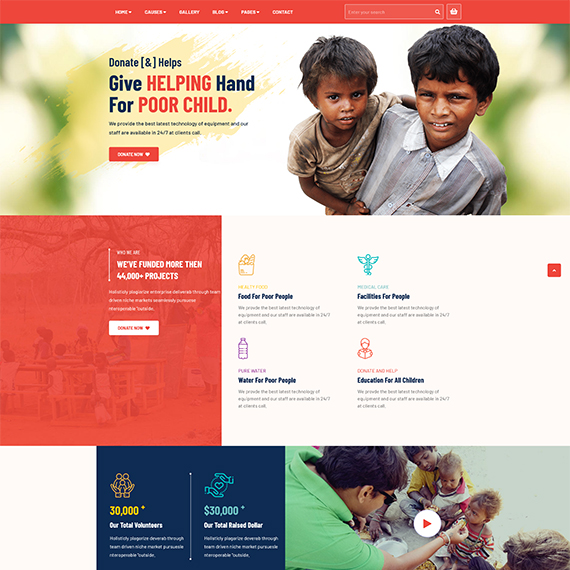 HOME CAUSES GALLERY BLOG PAGES CONTACT Enter your search
Donate [&] Helps
Give HELPING Hand
For POOR CHILD.
We provide the best latest technology of equipment and our
staff are available in 24/7 at clients call.
DONATE NOW
WHO WE ARE
WE'VE FUNDED MORE THEN
44,000+ PROJECTS
Holisticly plagiarize enterprise deliverab through team
driven niche markets seamlessly pursuese
interoperable "outside.
DONATE NOW
HEALTY FOOD
Food For Poor People
We provide the best latest technology of
equipment and our staff are available in 24/7
at clients call.
MEDICAL CARE
Facilities For People
We provide the best latest technology of
equipment and our staff are available in 24/7
at clients call.
PURE WATER
Water For Poor People
We provide the best latest technology of
equipment and our staff are available in 24/7
at clients call.
DONATE AND HELP
Education For All Children
We provide the best latest technology of
equipment and our staff are available in 24/7
at clients call.
30,000 +
Our Total Volunteers
Holisticly plagiarize deverab through
team driven niche market pursuesle
interoperable "outside.
$30,000 +
Our Total Raised Dollar
Holisticly plagiarize deverab through
team driven niche market pursuesle
interoperable "outside.